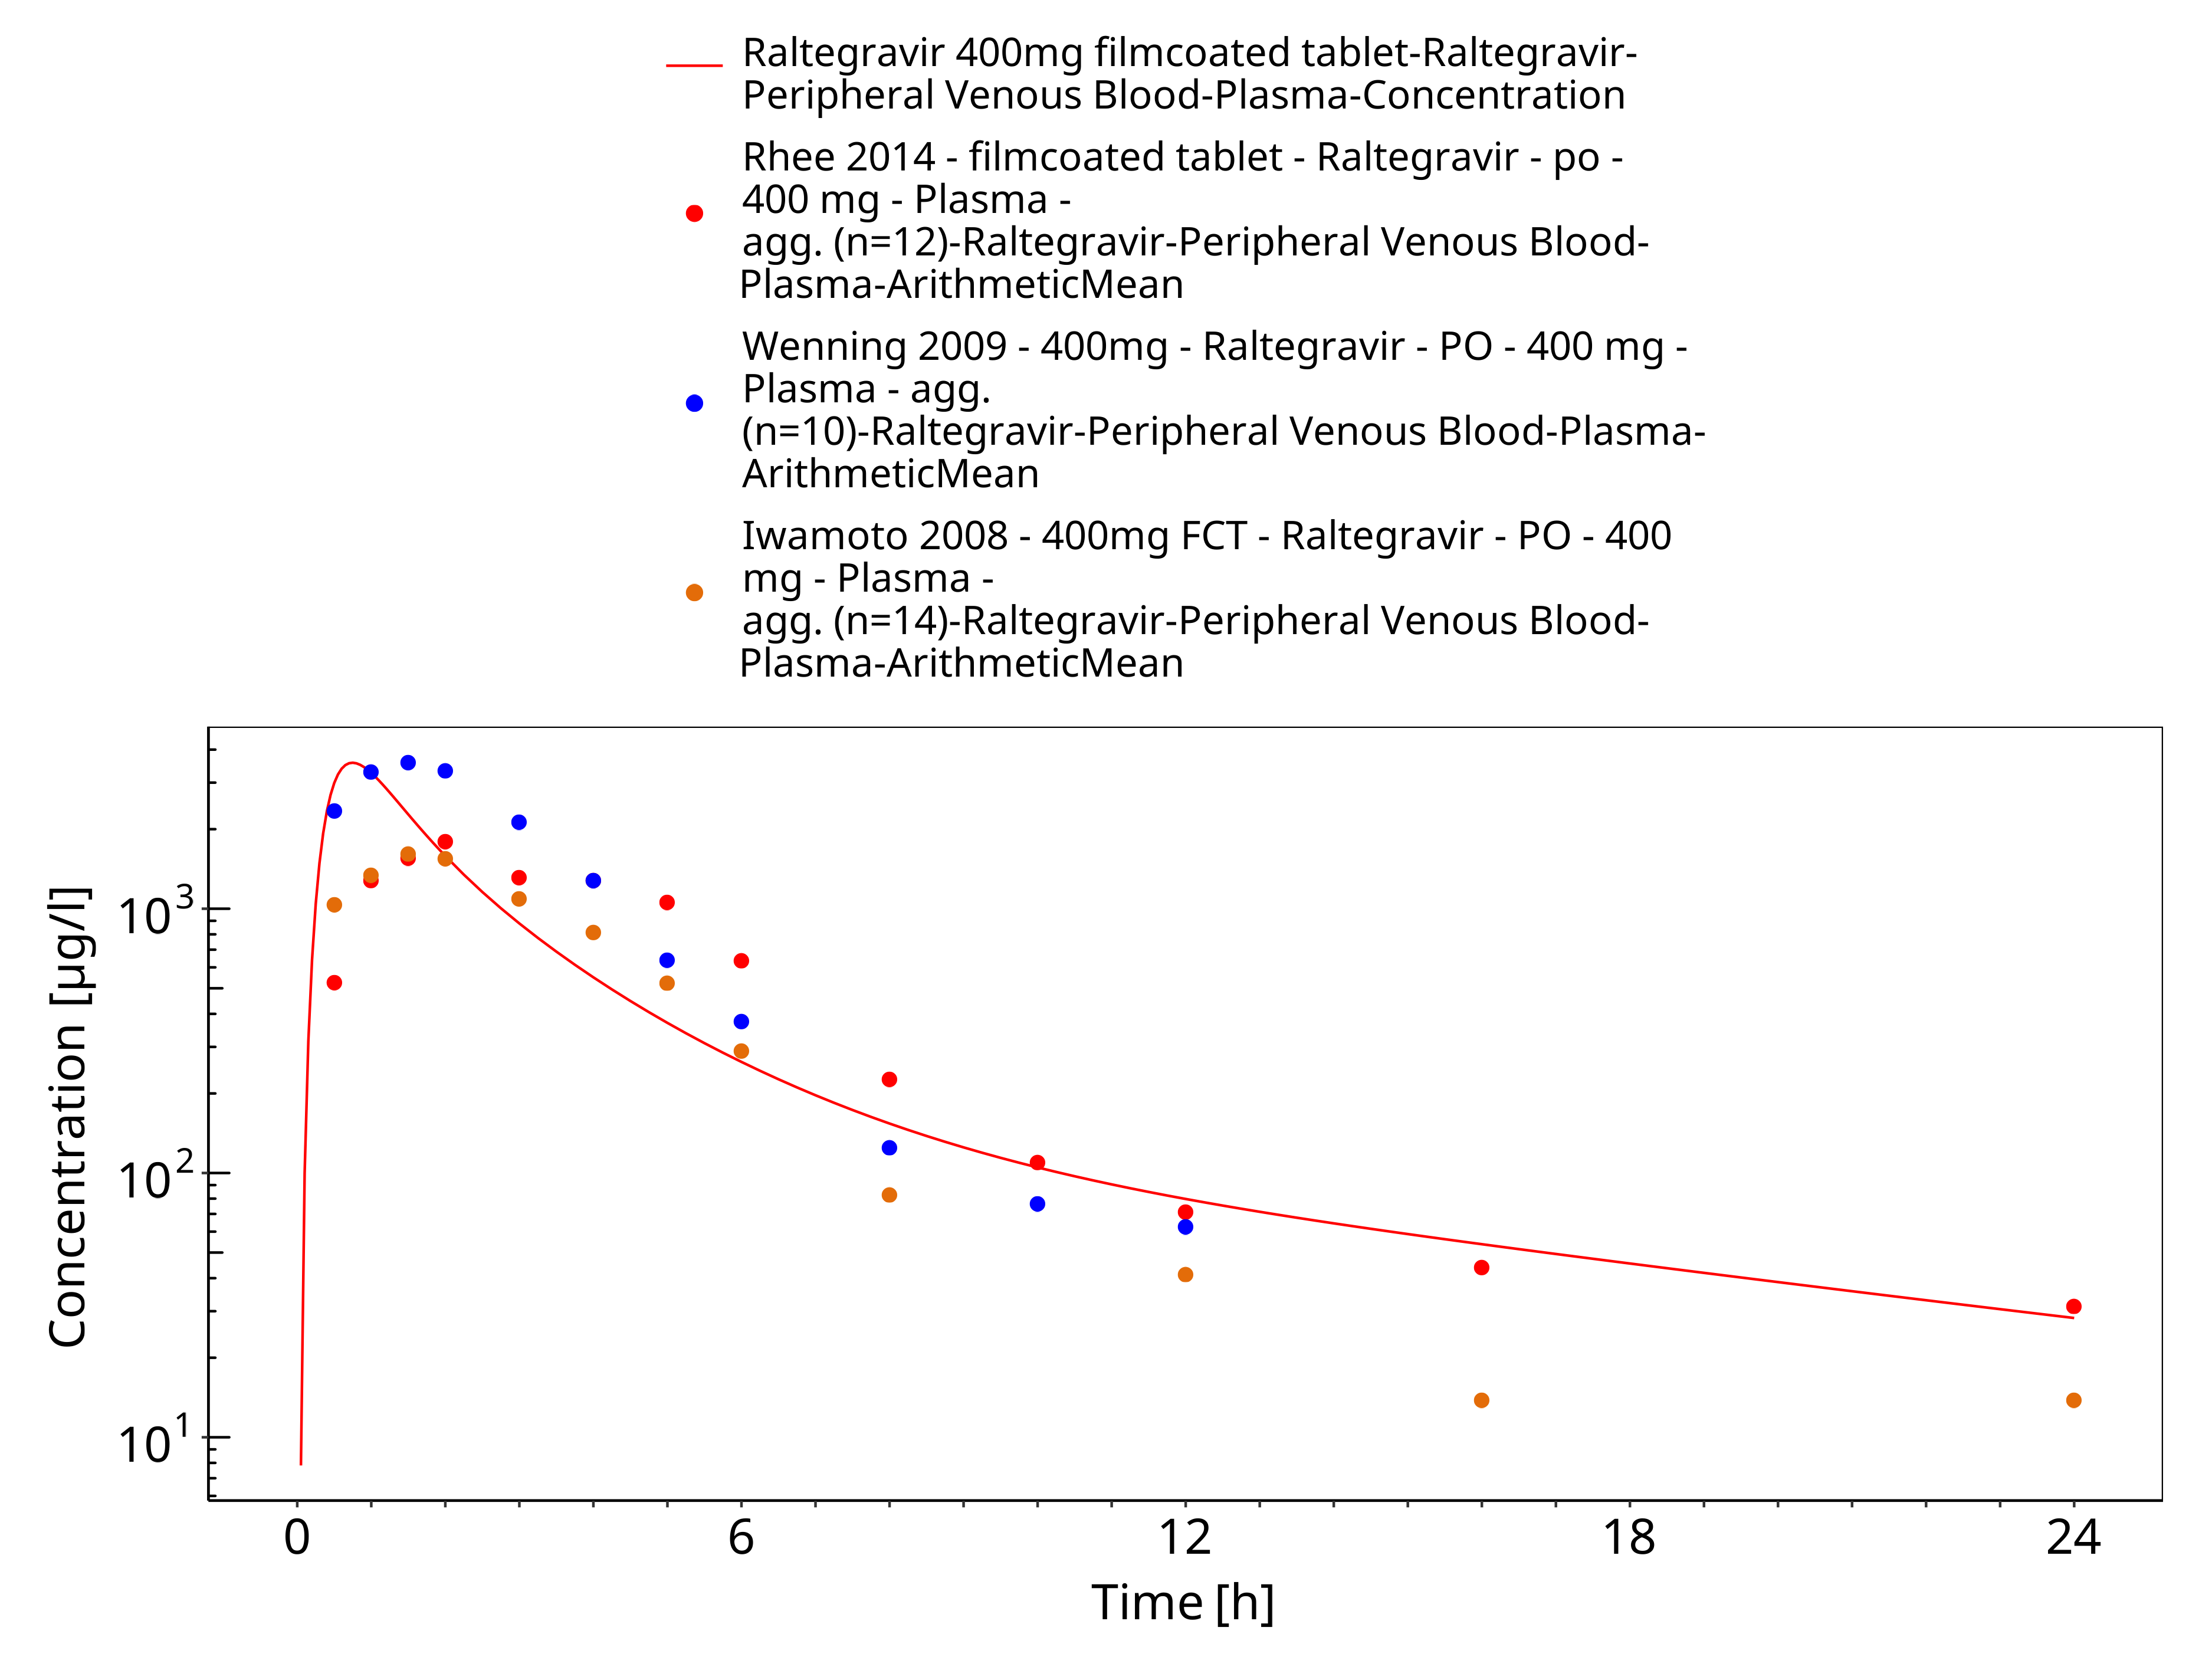 Raltegravir 400mg filmcoated tablet-Raltegravir-
Peripheral Venous Blood-Plasma-Concentration
Rhee 2014 - filmcoated tablet - Raltegravir - po -
400 mg - Plasma -
agg. (n=12)-Raltegravir-Peripheral Venous Blood-
Plasma-ArithmeticMean
Wenning 2009 - 400mg - Raltegravir - PO - 400 mg -
Plasma - agg.
(n=10)-Raltegravir-Peripheral Venous Blood-Plasma-
ArithmeticMean
Iwamoto 2008 - 400mg FCT - Raltegravir - PO - 400
mg - Plasma -
agg. (n=14)-Raltegravir-Peripheral Venous Blood-
Plasma-ArithmeticMean
Concentration [µg/l]
10³
10²
10¹
0 6 12 18 24
Time [h]